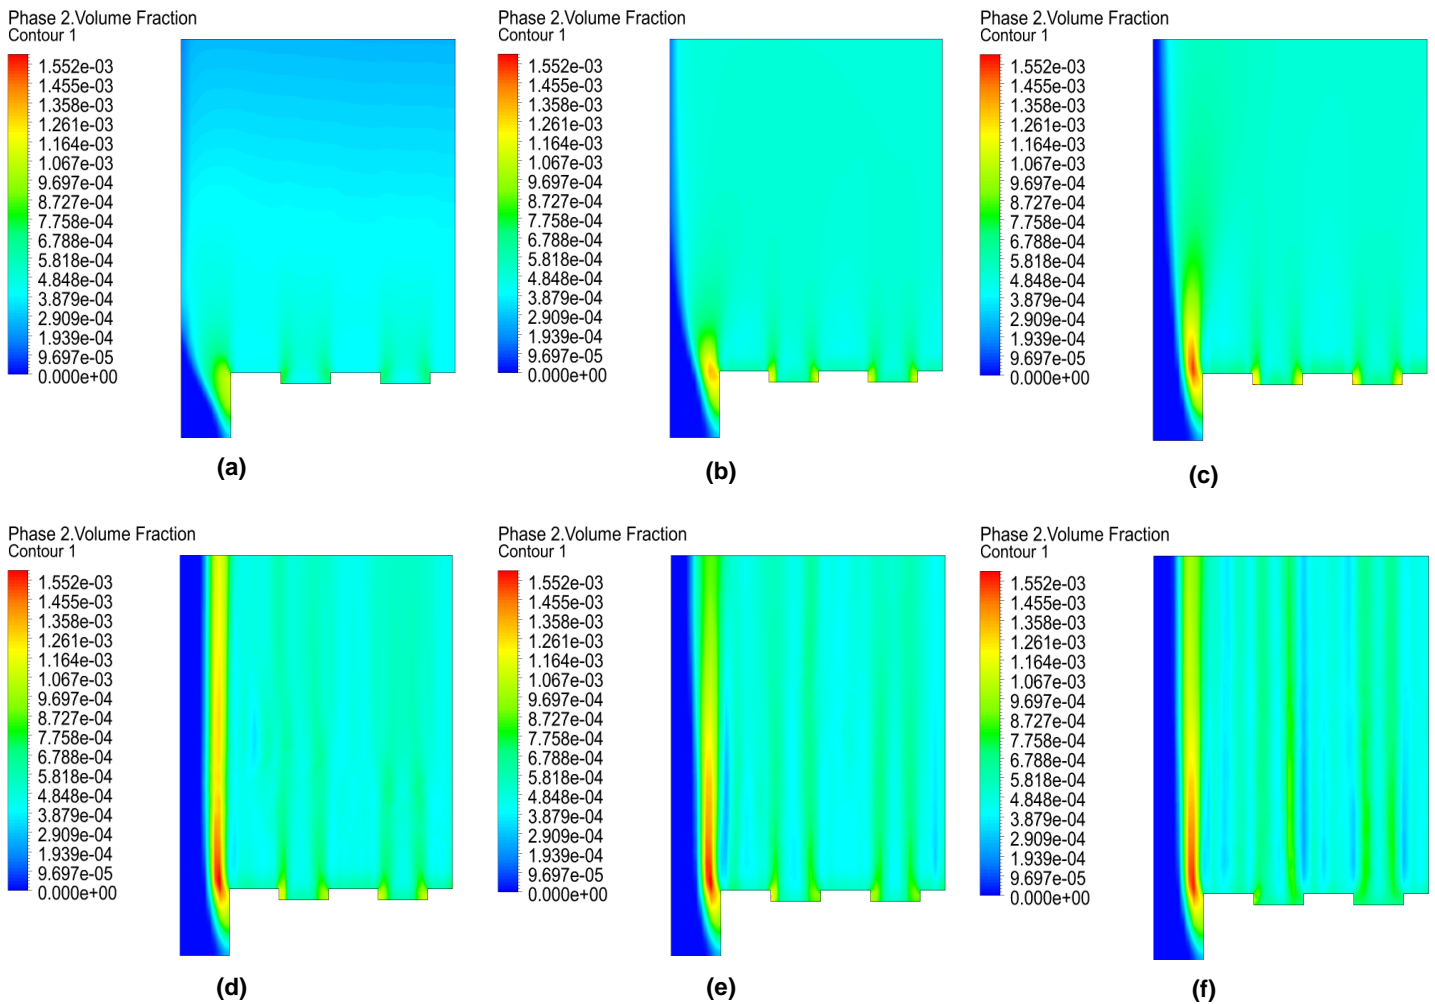 Phase 2.Volume Fraction
Contour 1
1.552e-03
1.455e-03
1.358e-03
1.261e-03
1.164e-03
1.067e-03
9.697e-04
8.727e-04
7.758e-04
6.788e-04
5.818e-04
4.848e-04
3.879e-04
2.909e-04
1.939e-04
9.697e-05
0.000e+00
(a)
Phase 2.Volume Fraction
Contour 1
1.552e-03
1.455e-03
1.358e-03
1.261e-03
1.164e-03
1.067e-03
9.697e-04
8.727e-04
7.758e-04
6.788e-04
5.818e-04
4.848e-04
3.879e-04
2.909e-04
1.939e-04
9.697e-05
0.000e+00
(b)
Phase 2.Volume Fraction
Contour 1
1.552e-03
1.455e-03
1.358e-03
1.261e-03
1.164e-03
1.067e-03
9.697e-04
8.727e-04
7.758e-04
6.788e-04
5.818e-04
4.848e-04
3.879e-04
2.909e-04
1.939e-04
9.697e-05
0.000e+00
(c)
Phase 2.Volume Fraction
Contour 1
1.552e-03
1.455e-03
1.358e-03
1.261e-03
1.164e-03
1.067e-03
9.697e-04
8.727e-04
7.758e-04
6.788e-04
5.818e-04
4.848e-04
3.879e-04
2.909e-04
1.939e-04
9.697e-05
0.000e+00
(d)
Phase 2.Volume Fraction
Contour 1
1.552e-03
1.455e-03
1.358e-03
1.261e-03
1.164e-03
1.067e-03
9.697e-04
8.727e-04
7.758e-04
6.788e-04
5.818e-04
4.848e-04
3.879e-04
2.909e-04
1.939e-04
9.697e-05
0.000e+00
(e)
Phase 2.Volume Fraction
Contour 1
1.552e-03
1.455e-03
1.358e-03
1.261e-03
1.164e-03
1.067e-03
9.697e-04
8.727e-04
7.758e-04
6.788e-04
5.818e-04
4.848e-04
3.879e-04
2.909e-04
1.939e-04
9.697e-05
0.000e+00
(f)